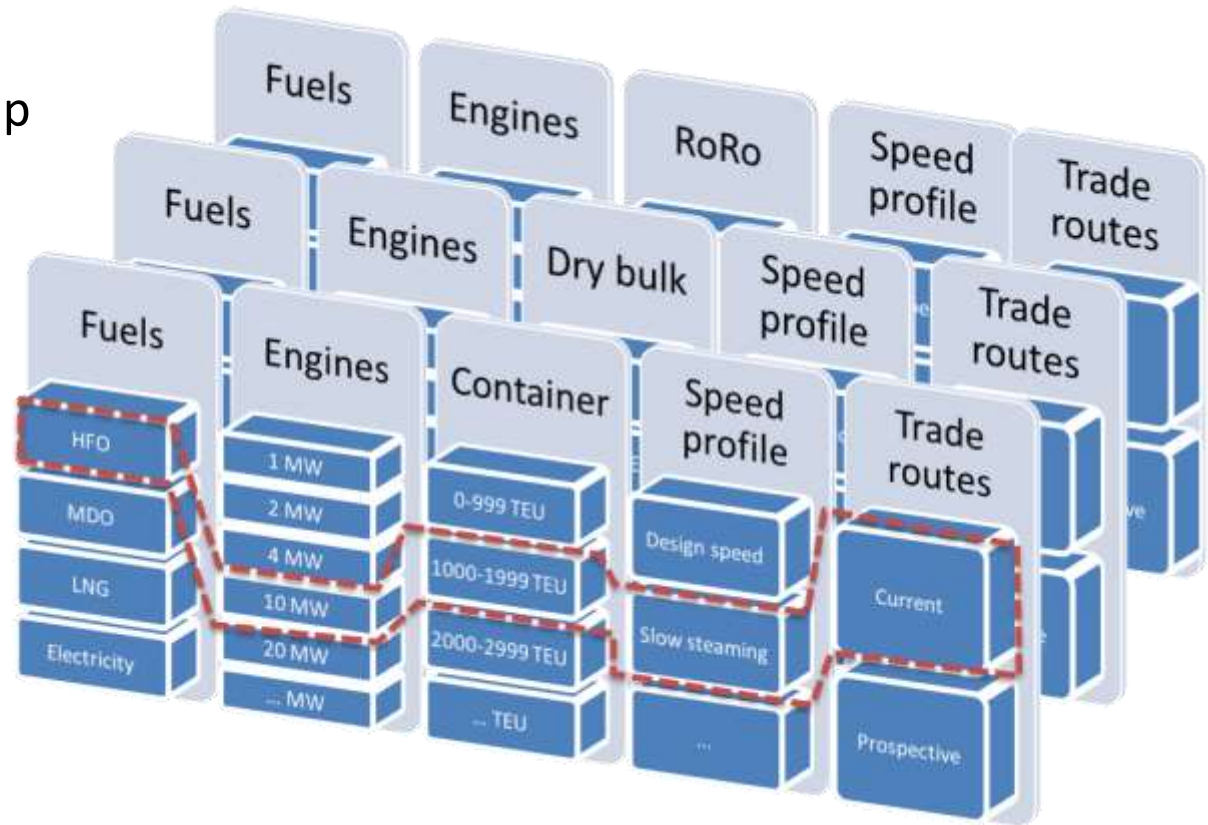 p
Fuels
Engines
RoRo
Speed
profile
Trade
routes
Fuels
Engines
Dry bulk
Speed
profile
Trade
routes
Fuels
Engines
Container
Speed
profile
Trade
routes
HFO
MDO
LNG
Electricity
1 MW
2 MW
4 MW
10 MW
20 MW
... MW
0-999 TEU
1000-1999 TEU
2000-2999 TEU
... TEU
Design speed
Slow steaming
...
Current
Prospective